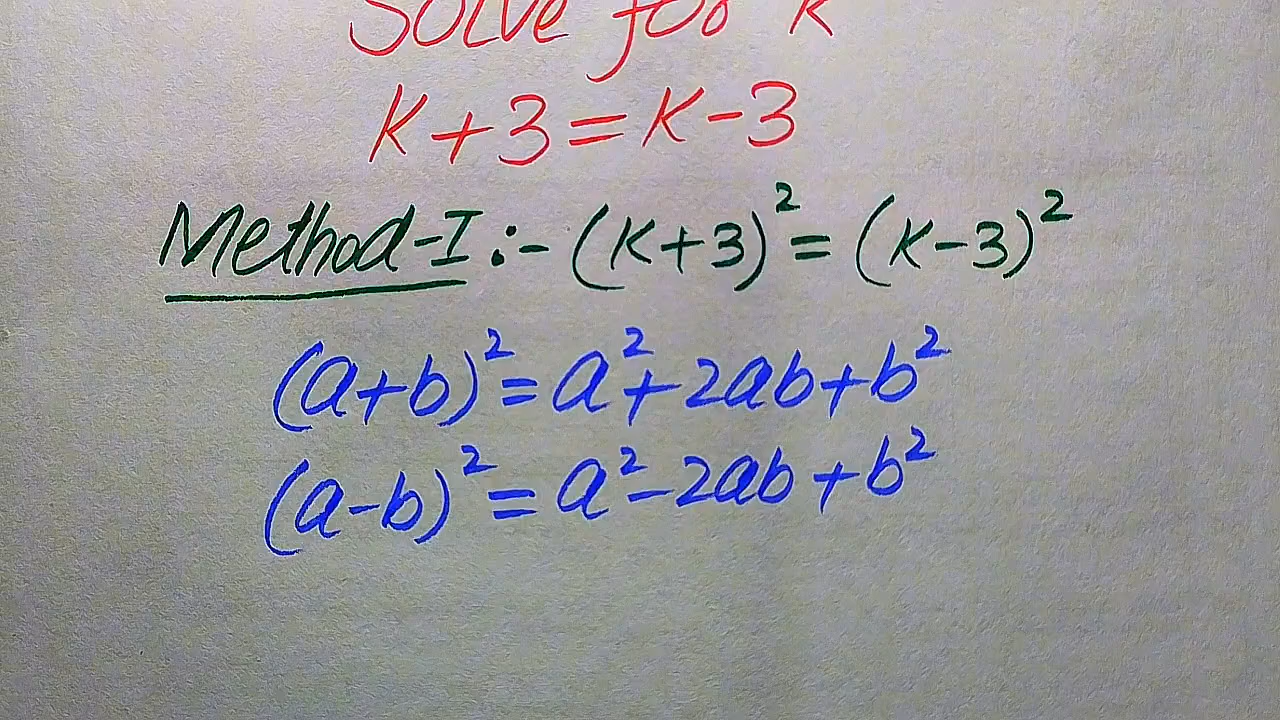 Solve for K
K+3=K-3
Method-I:- (K+3)²=(K-3)²
(a+b)²=a²+2ab+b²
(a-b)²=a²-2ab+b²